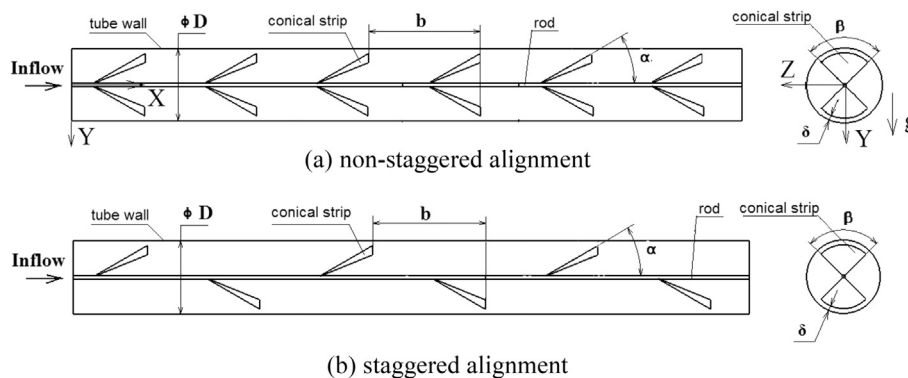 tube wall
ϕ D
conical strip
b
rod
α
conical strip
β
Inflow
X
Y
Z
δ
Y
g
(a) non-staggered alignment
tube wall
ϕ D
conical strip
b
rod
α
conical strip
β
Inflow
δ
(b) staggered alignment